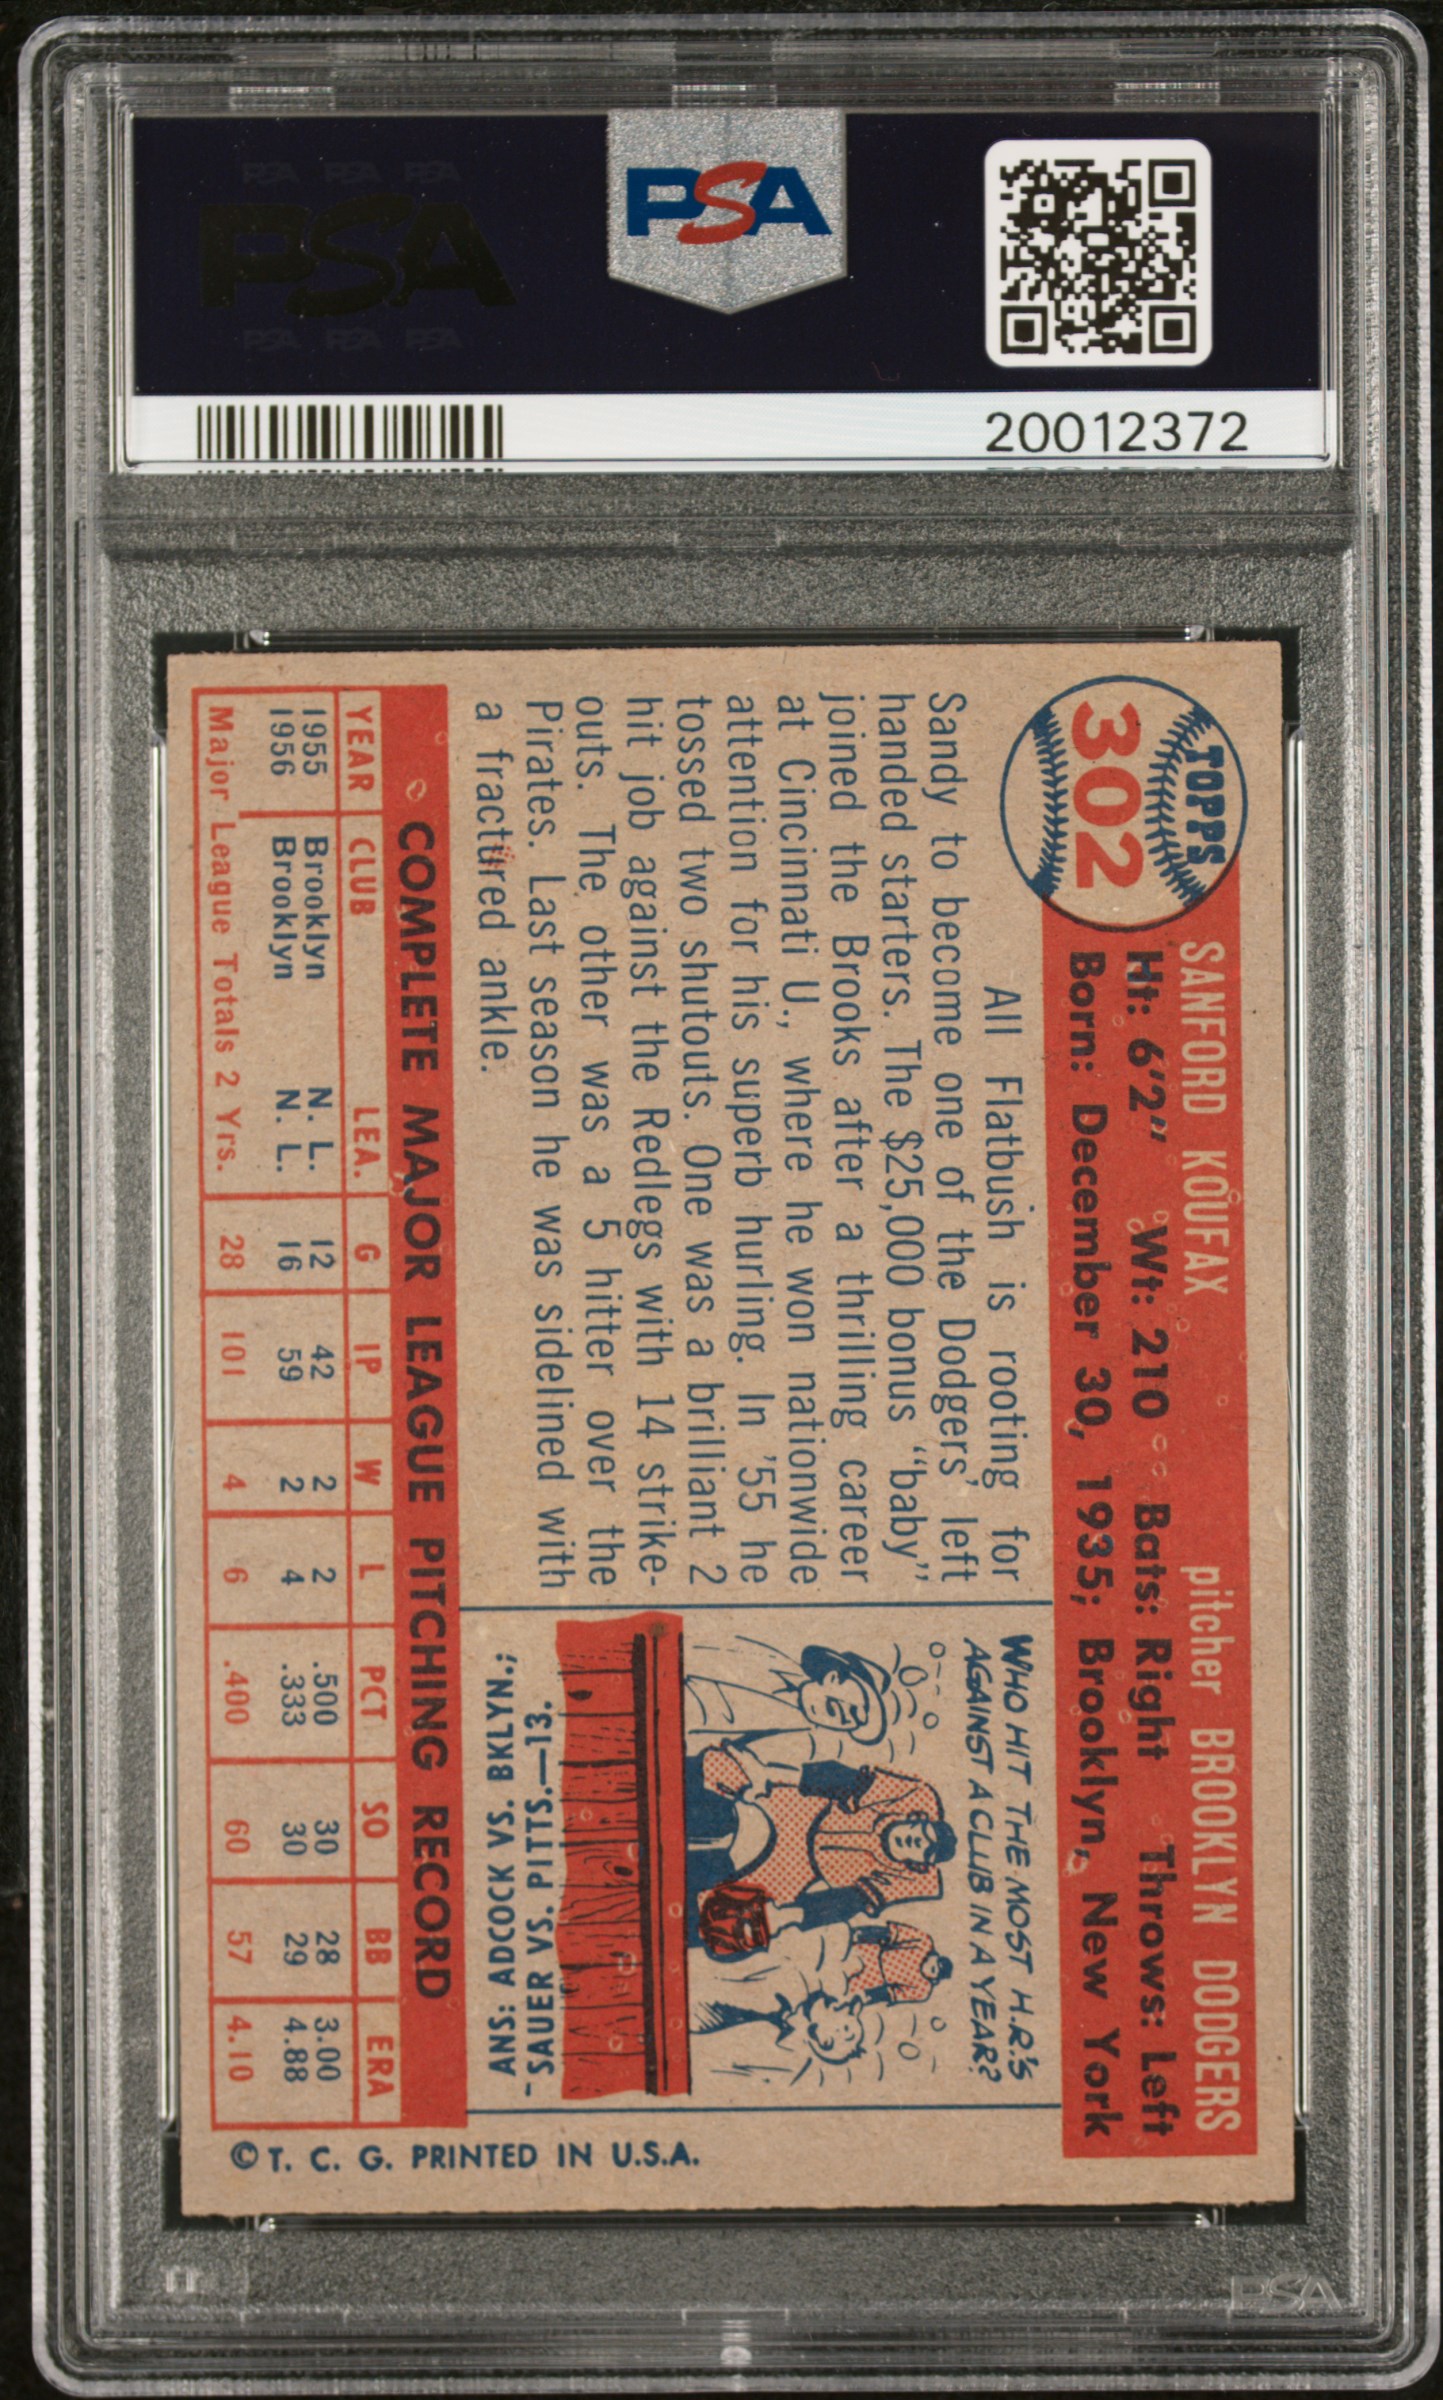 PSA PSA PSA
PSA
PSA PSA PSA
PSA
20012372
TOPPS
302
SANFORD KOUFAX pitcher BROOKLYN DODGERS
Ht: 6'2" Wt: 210 Bats: Right Throws: Left
Born: December 30, 1935; Brooklyn, New York
All Flatbush is rooting for
Sandy to become one of the Dodgers' left
handed starters. The $25,000 bonus "baby"
joined the Brooks after a thrilling career
at Cincinnati U., where he won nationwide
attention for his superb hurling. In '55 he
tossed two shutouts. One was a brilliant 2
hit job against the Redlegs with 14 strike-
outs. The other was a 5 hitter over the
Pirates. Last season he was sidelined with
a fractured ankle.
WHO HIT THE MOST H.R.'S
AGAINST A CLUB IN A YEAR?
ANS: ADCOCK VS. BKLYN.;
SAUER VS. PITTS.—13.
COMPLETE MAJOR LEAGUE PITCHING RECORD
YEAR CLUB LEA. G IP W L PCT SO BB ERA
1955 Brooklyn N. L. 12 42 2 2 .500 30 28 3.00
1956 Brooklyn N. L. 16 59 2 4 .333 30 29 4.88
Major League Totals 2 Yrs. 28 101 4 6 .400 60 57 4.10
© T. C. G. PRINTED IN U.S.A.
PSA